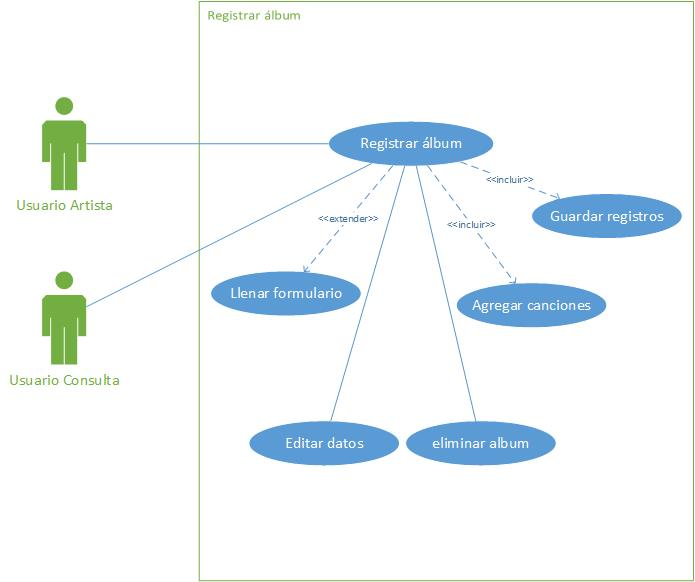 Registrar álbum
Registrar álbum
<<incluir>>
Usuario Artista
Guardar registros
<<extender>>
<<incluir>>
Llenar formulario
Agregar canciones
Usuario Consulta
Editar datos
eliminar album